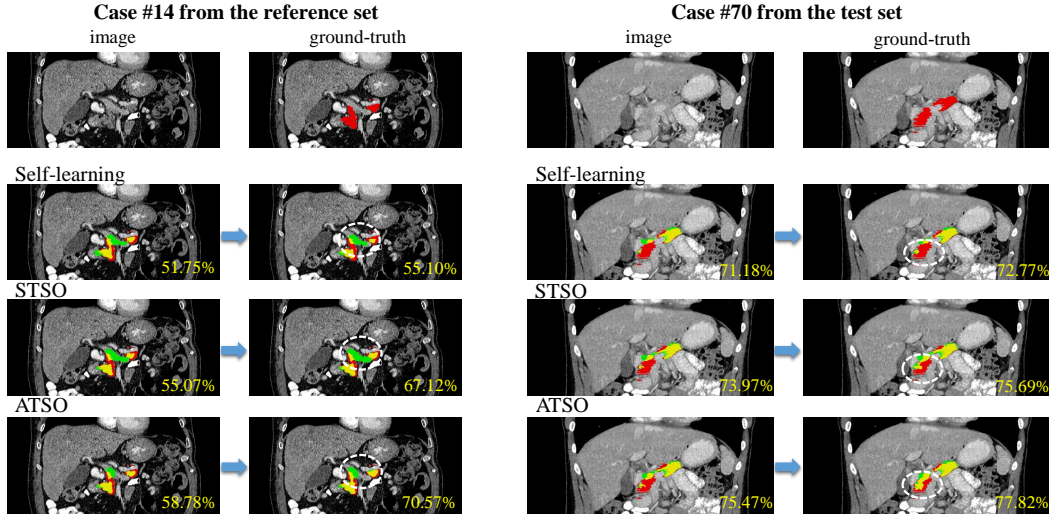 Case #14 from the reference set
Case #70 from the test set
image
ground-truth
image
ground-truth
Self-learning
51.75%
55.10%
Self-learning
71.18%
72.77%
STSO
55.07%
67.12%
STSO
73.97%
75.69%
ATSO
58.78%
70.57%
ATSO
75.47%
77.82%